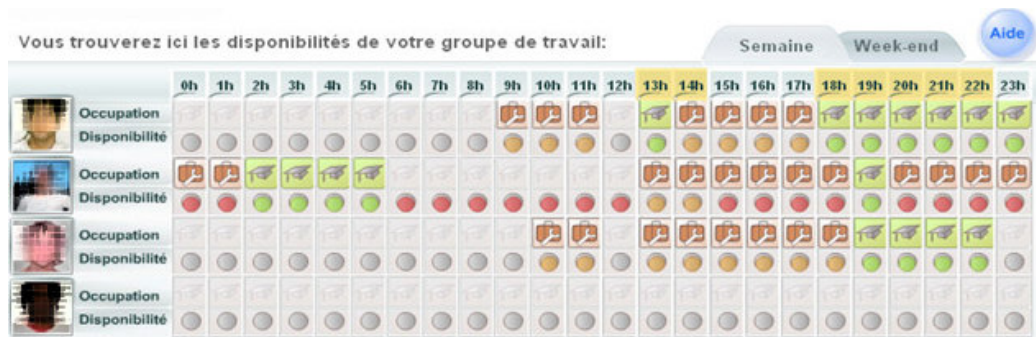 Vous trouverez ici les disponibilités de votre groupe de travail:
Semaine
Week-end
Aide
0h 1h 2h 3h 4h 5h 6h 7h 8h 9h 10h 11h 12h 13h 14h 15h 16h 17h 18h 19h 20h 21h 22h 23h
Occupation
Disponibilité
Occupation
Disponibilité
Occupation
Disponibilité
Occupation
Disponibilité